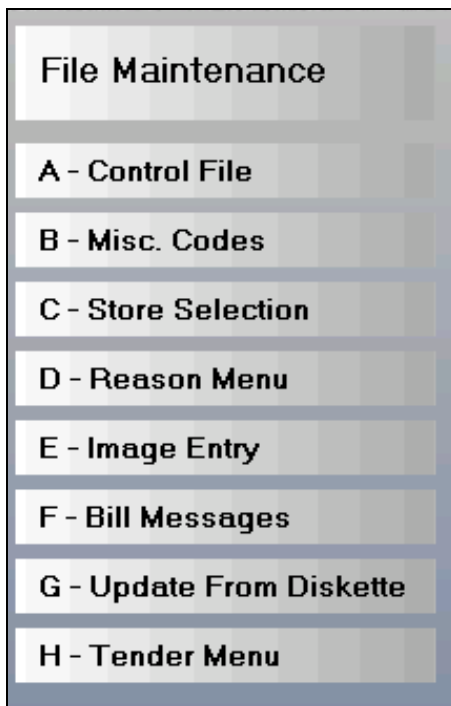 File Maintenance
A - Control File
B - Misc. Codes
C - Store Selection
D - Reason Menu
E - Image Entry
F - Bill Messages
G - Update From Diskette
H - Tender Menu